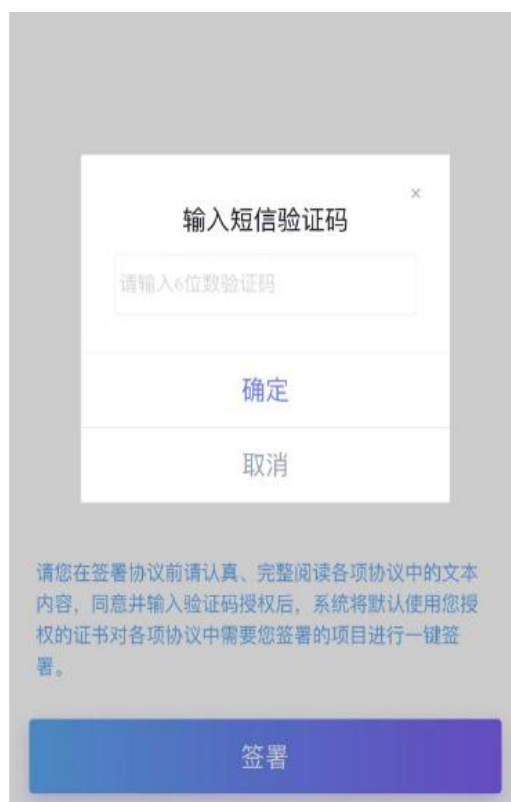 ×
输入短信验证码
请输入6位数验证码
确定
取消
请您在签署协议前请认真、完整阅读各项协议中的文本
内容，同意并输入验证码授权后，系统将默认使用您授
权的证书对各项协议中需要您签署的项目进行一键签
署。
签署